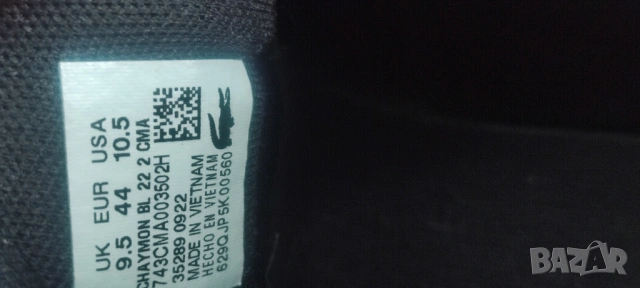 UK EUR USA
9.5 44 10.5
CHAYMON BL 22 2 CMA
743CMA003502H
35289 0922
MADE IN VIETNAM
HECHO EN VIETNAM
629QJP5K00560
BAZAR